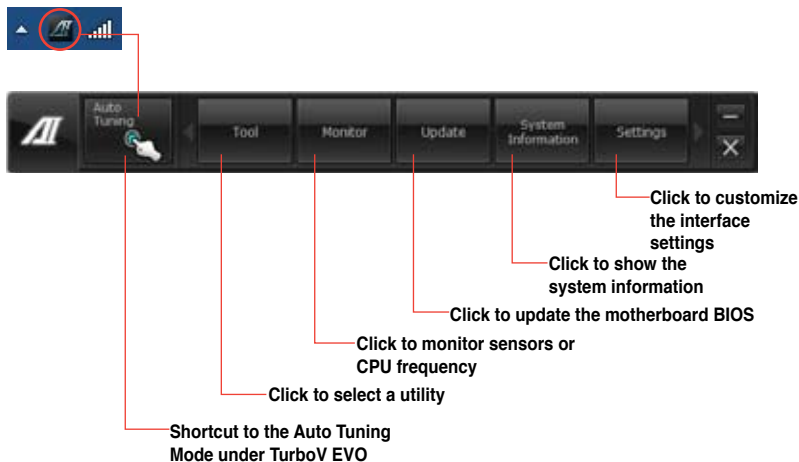 Auto
Tuning
Tool
Monitor
Update
System
Information
Settings
Click to customize
the interface
settings
Click to show the
system information
Click to update the motherboard BIOS
Click to monitor sensors or
CPU frequency
Click to select a utility
Shortcut to the Auto Tuning
Mode under TurboV EVO